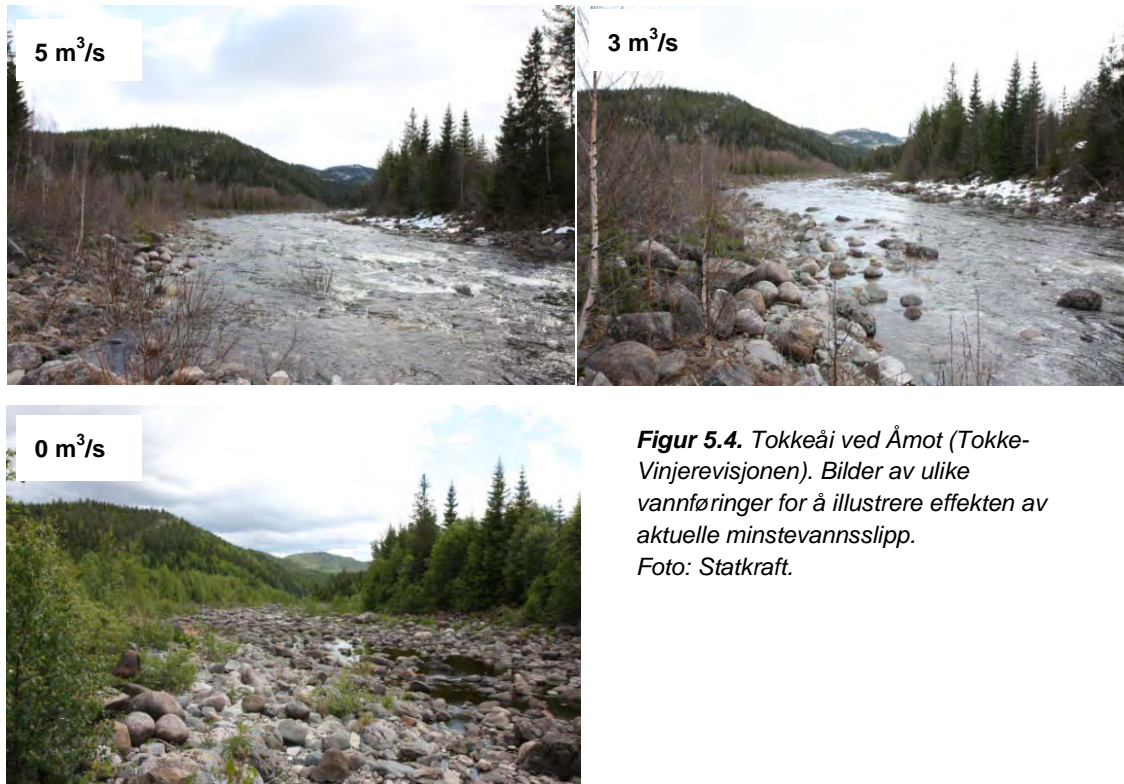 5 m³/s
3 m³/s
0 m³/s
Figur 5.4. Tokkeåi ved Åmot (Tokke-
Vinjerevisjonen). Bilder av ulike
vannføringer for å illustrere effekten av
aktuelle minstevannsslipp.
Foto: Statkraft.